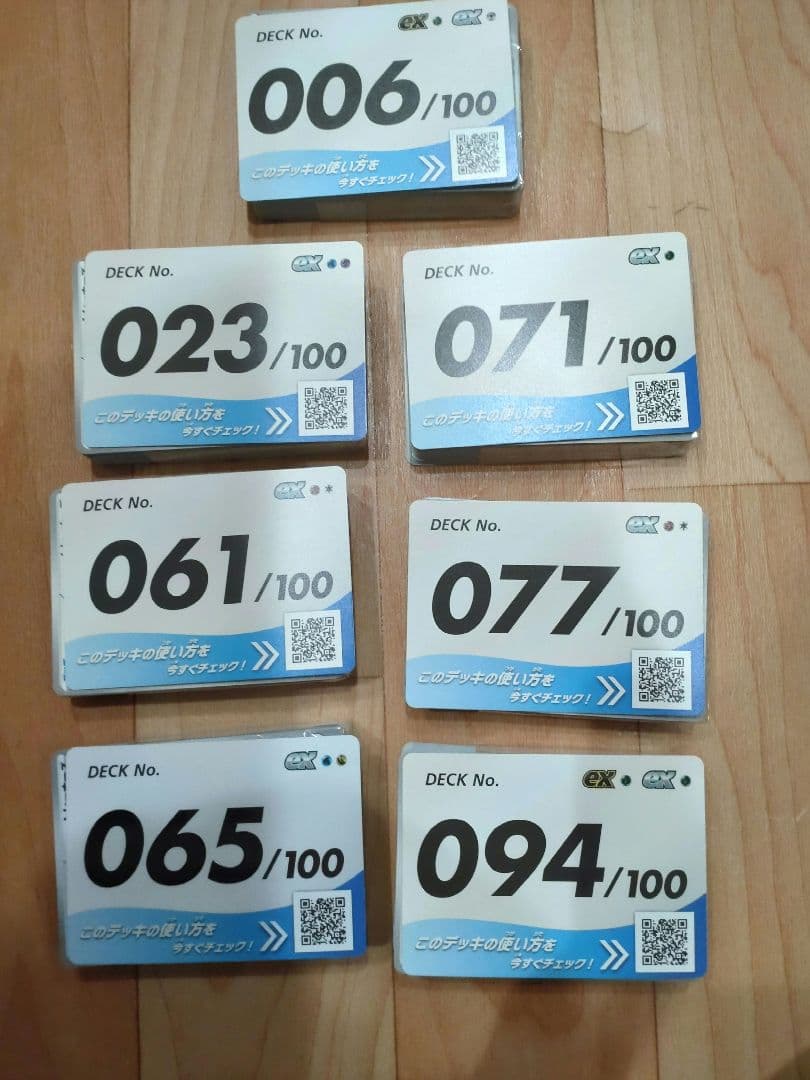 DECK No.
ex ex
006/100
このデッキの使い方を
今すぐチェック!
DECK No.
ex
023/100
このデッキの使い方を
今すぐチェック!
DECK No.
ex
071/100
このデッキの使い方を
今すぐチェック!
DECK No.
ex
061/100
このデッキの使い方を
今すぐチェック!
DECK No.
ex
077/100
このデッキの使い方を
今すぐチェック!
DECK No.
ex
065/100
このデッキの使い方を
今すぐチェック!
DECK No.
ex ex
094/100
このデッキの使い方を
今すぐチェック!